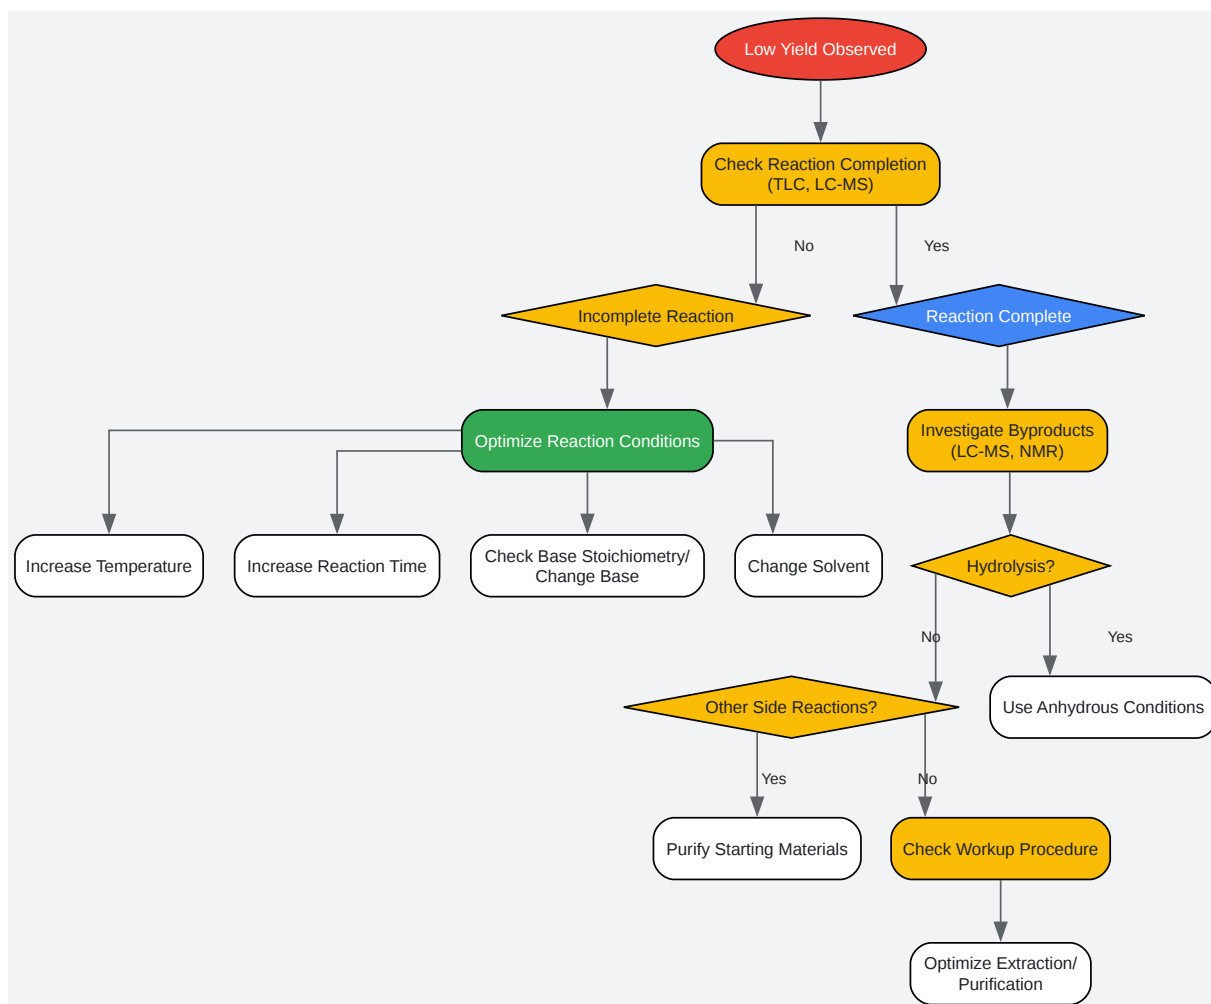 Low Yield Observed
Check Reaction Completion
(TLC, LC-MS)
No
Yes
Incomplete Reaction
Reaction Complete
Optimize Reaction Conditions
Investigate Byproducts
(LC-MS, NMR)
Increase Temperature
Increase Reaction Time
Check Base Stoichiometry/
Change Base
Change Solvent
Hydrolysis?
No
Yes
Other Side Reactions?
Use Anhydrous Conditions
Yes
No
Purify Starting Materials
Check Workup Procedure
Optimize Extraction/
Purification